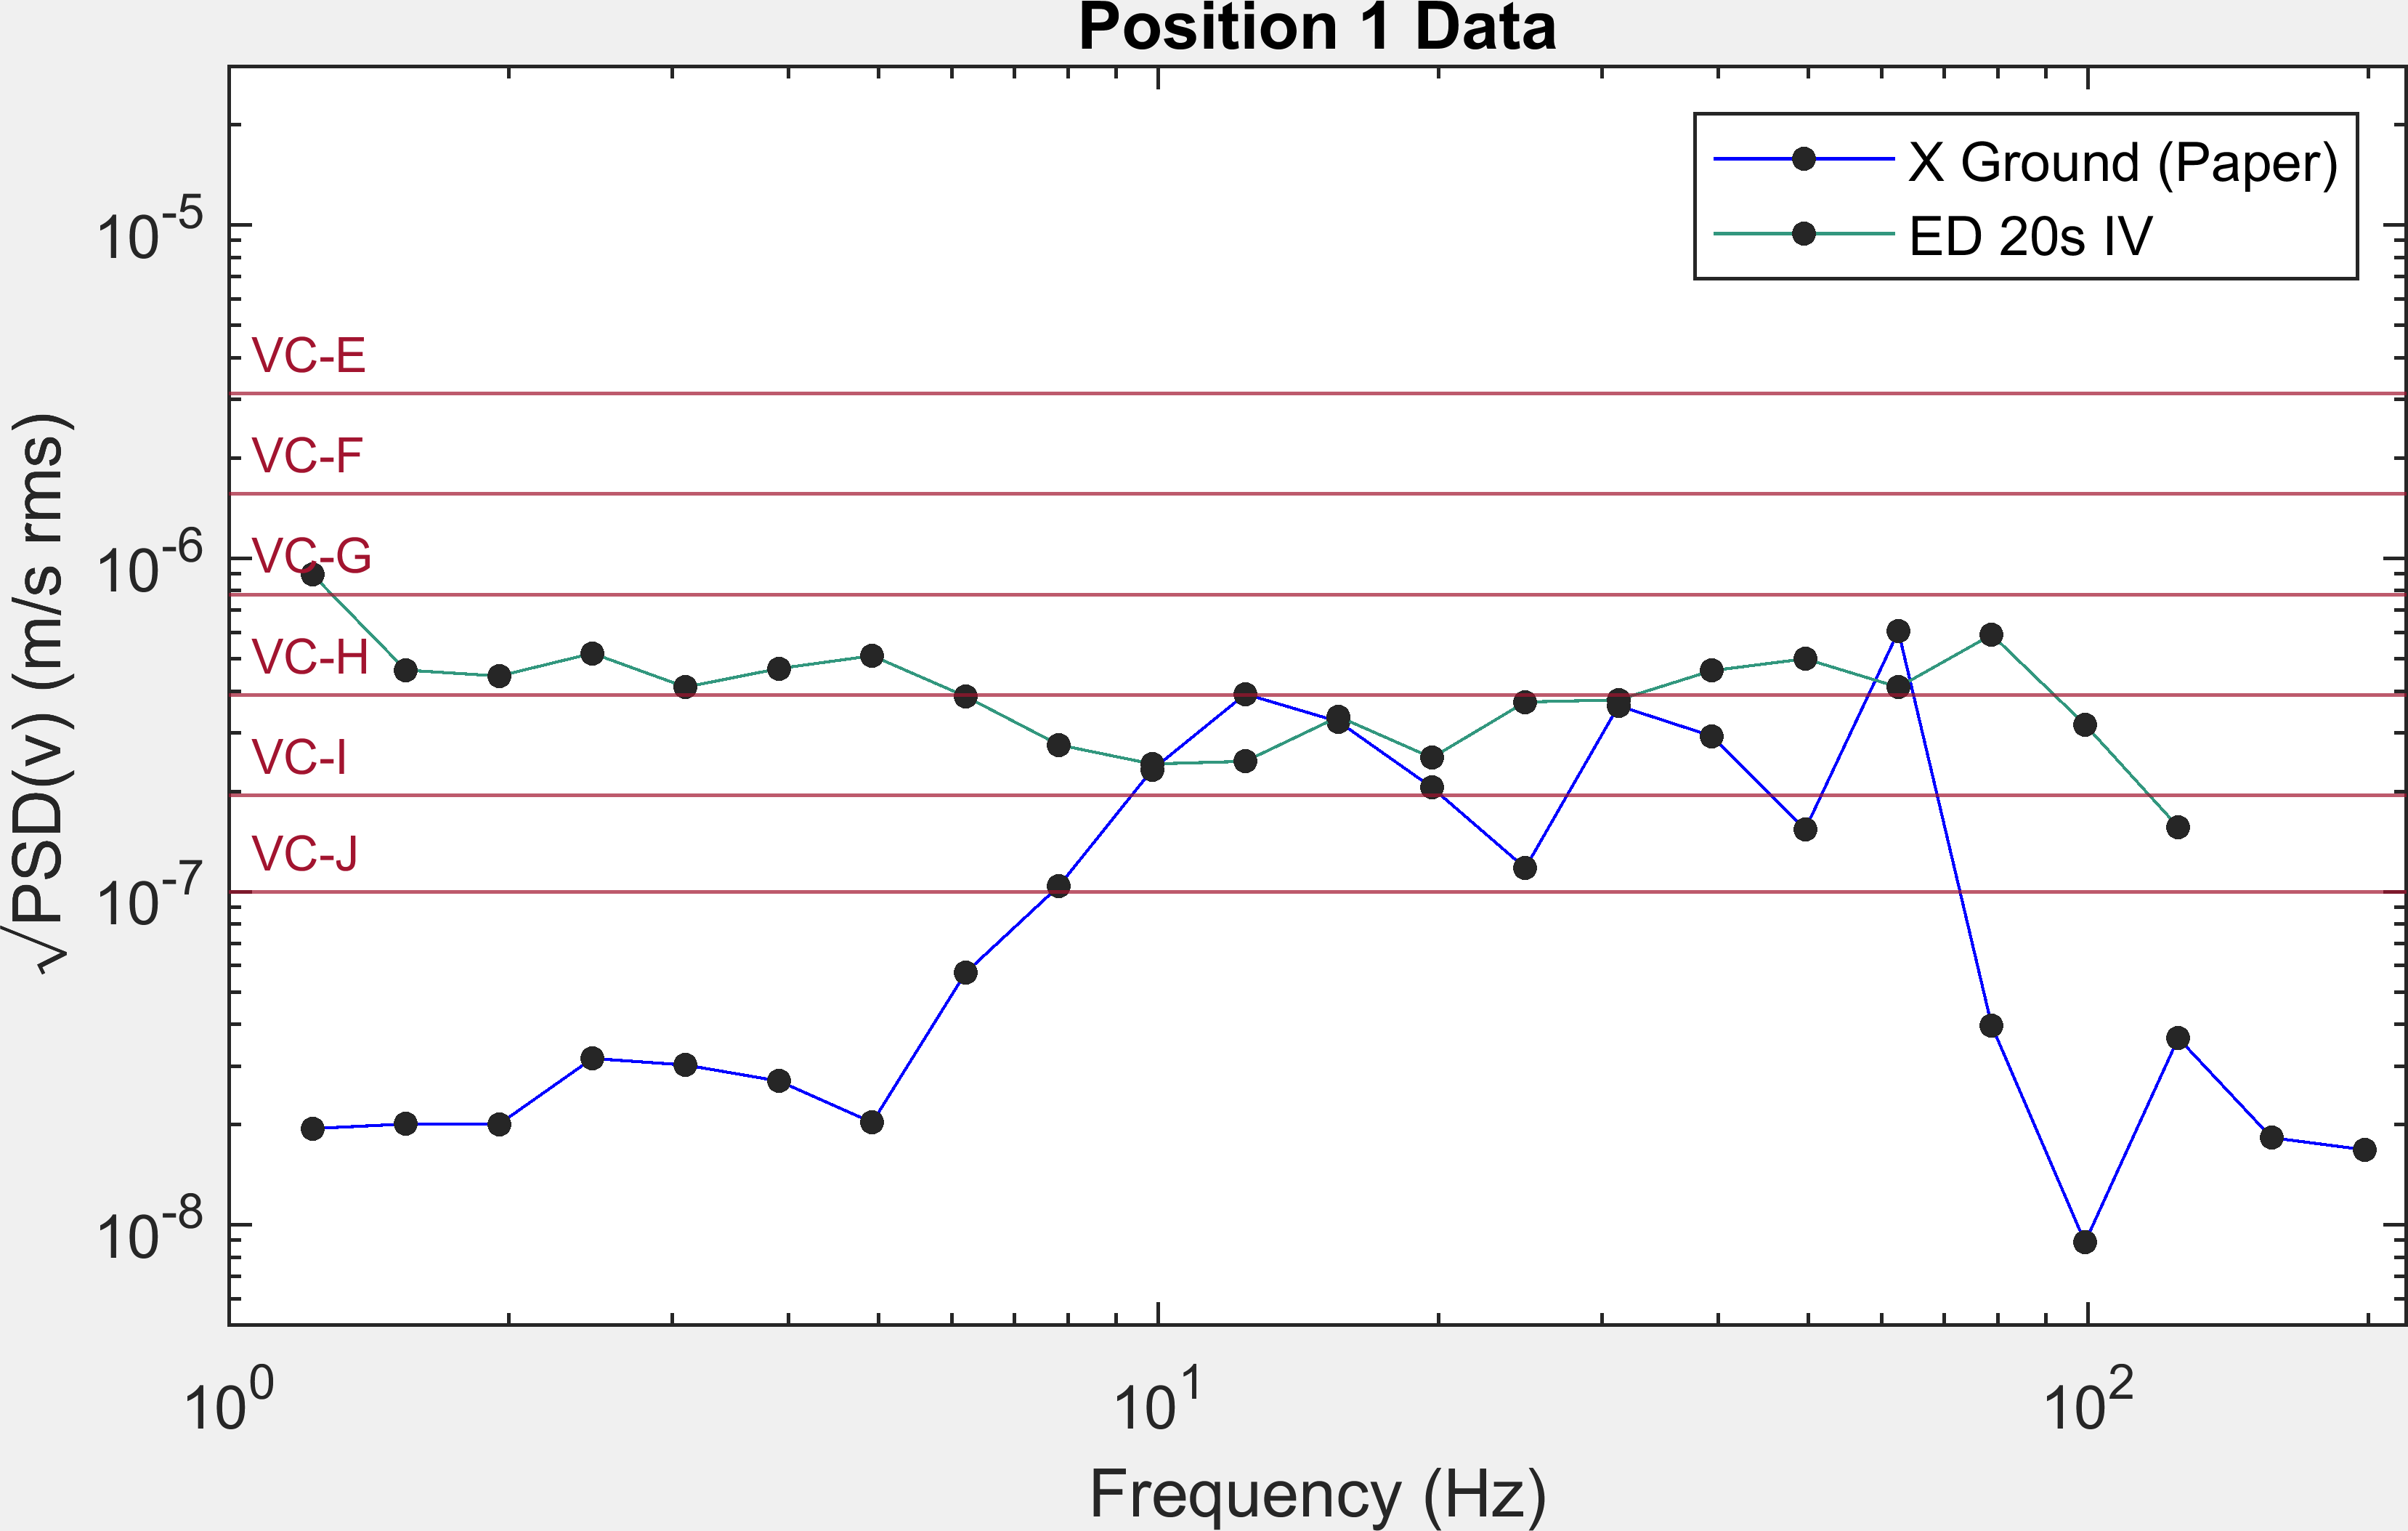 Position 1 Data
X Ground (Paper)
ED 20s IV
10-5
VC-E
VC-F
10-6
VC-G
VC-H
VC-I
10-7
VC-J
10-8
√PSD(v) (m/s rms)
100
101
102
Frequency (Hz)